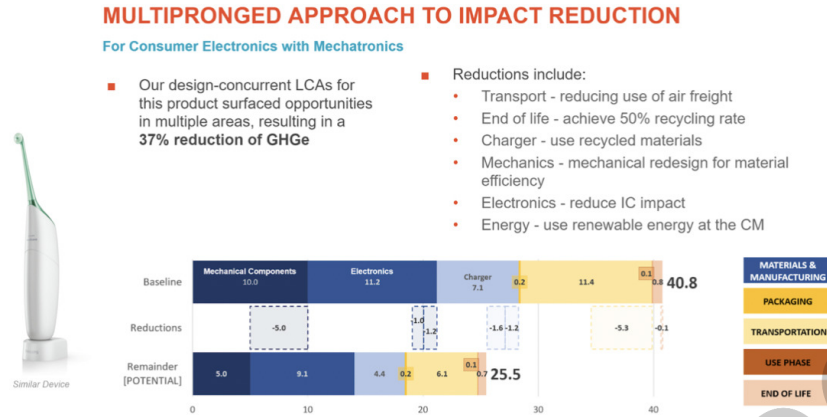 MULTIPRONGED APPROACH TO IMPACT REDUCTION
For Consumer Electronics with Mechatronics
■ Our design-concurrent LCAs for
this product surfaced opportunities
in multiple areas, resulting in a
37% reduction of GHGe
■ Reductions include:
• Transport - reducing use of air freight
• End of life - achieve 50% recycling rate
• Charger - use recycled materials
• Mechanics - mechanical redesign for material
efficiency
• Electronics - reduce IC impact
• Energy - use renewable energy at the CM
Similar Device
Baseline
Mechanical Components
10.0
Electronics
11.2
Charger
7.1
0.2
11.4
0.1
0.8
40.8
Reductions
-5.0
-1.0
-1.2
-1.6
-1.2
-5.3
-0.1
Remainder
[POTENTIAL]
5.0
9.1
4.4
0.2
6.1
0.1
0.7
25.5
0 10 20 30 40
MATERIALS &
MANUFACTURING
PACKAGING
TRANSPORTATION
USE PHASE
END OF LIFE